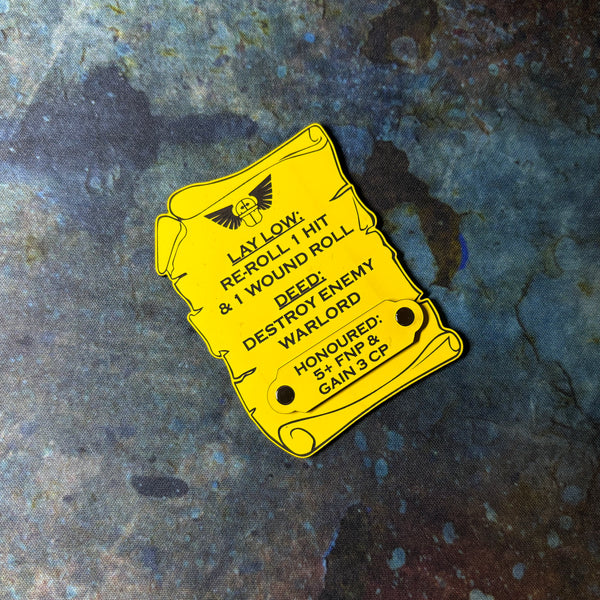 LAY LOW:
RE-ROLL 1 HIT
& 1 WOUND ROLL
DEED:
DESTROY ENEMY
WARLORD
HONOURED:
5+ FNP &
GAIN 3 CP